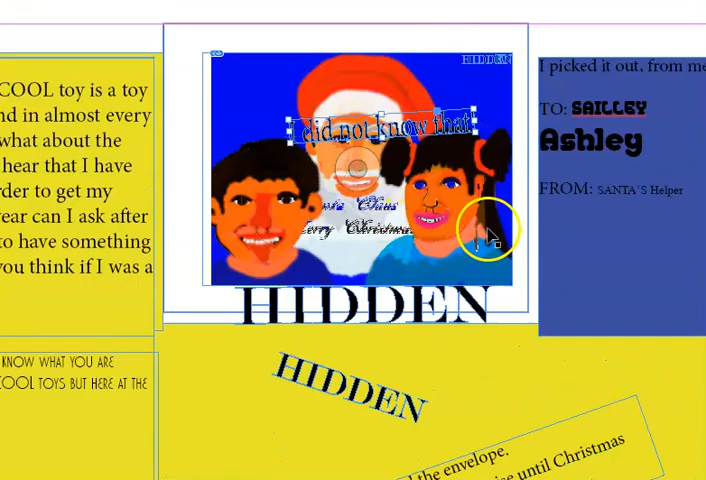 COOL toy is a toy
nd in almost every
what about the
hear that I have
rder to get my
year can I ask after
to have something
you think if I was a
KNOW WHAT YOU ARE
COOL TOYS BUT HERE AT THE
HIDDEN
did not know that
Claus
Christmas
HIDDEN
HIDDEN
the envelope.
until Christmas
I picked it out, from me
TO: SAILLEY
Ashley
FROM: SANTA'S Helper